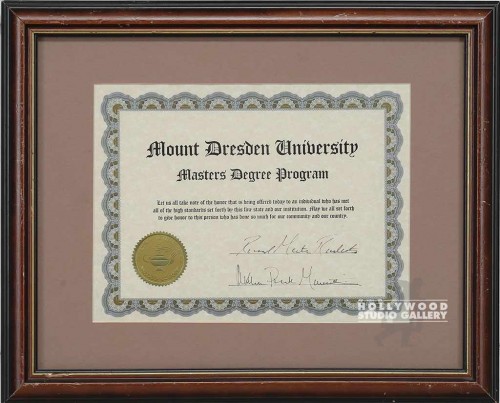 Mount Dresden University
Masters Degree Program
Let us all take note of the honor that is being offered today to an individual who has met
all of the high standards set forth by this fine state and our institution. May we all set forth
to give honor to this person who has done so much for our community and our country.
HOLLYWOOD
STUDIO GALLERY